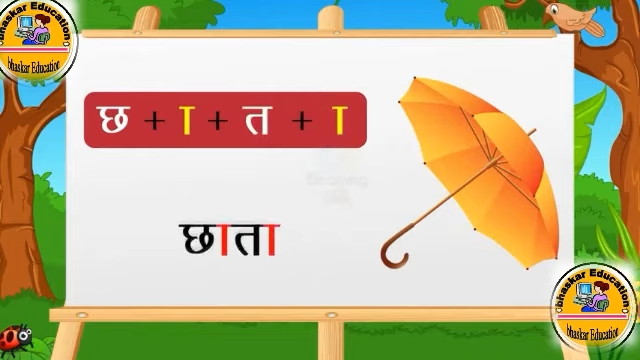 bhaskar Education
bhaskar Education
छ + ा + त + ा
छाता
bhaskar Education
bhaskar Education